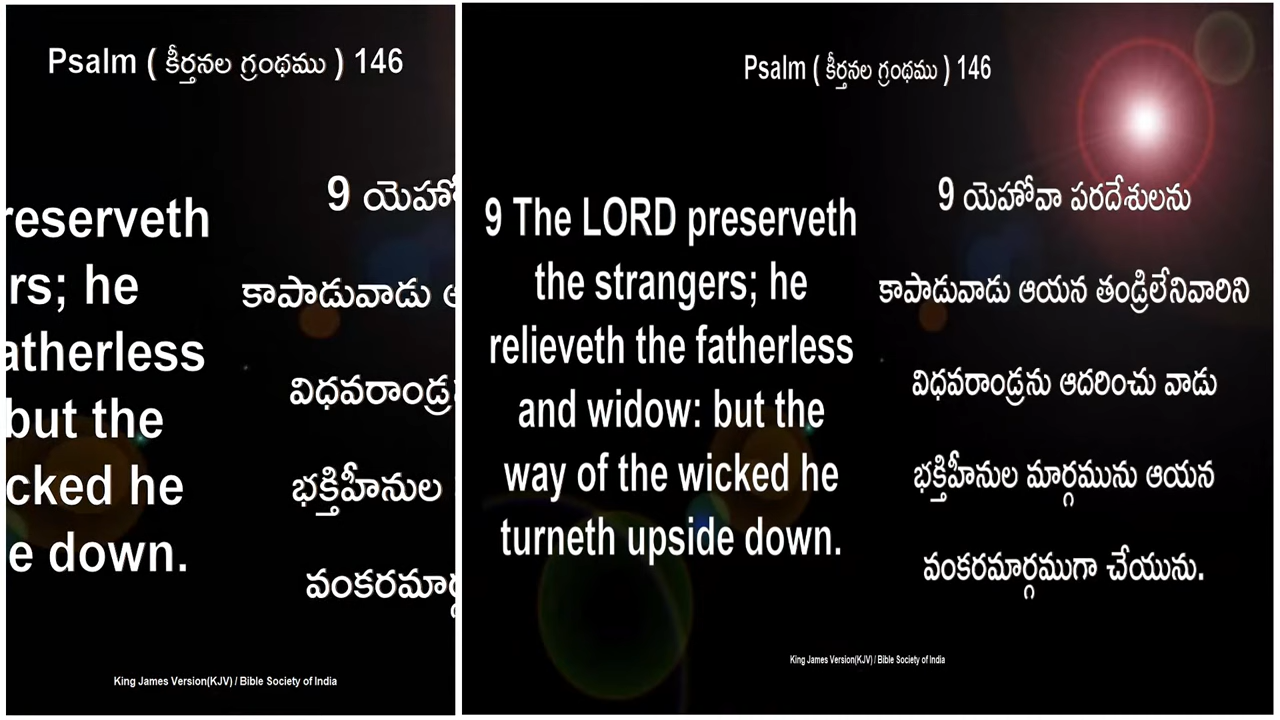 Psalm ( కీర్తనల గ్రంథము ) 146
reserveth
rs; he
atherless
but the
cked he
e down.
9 యెహో
కాపాడువాడు ఆ
విధవరాండ్ర
భక్తిహీనుల
వంకరమార్గ
King James Version(KJV) / Bible Society of India
Psalm ( కీర్తనల గ్రంథము ) 146
9 The LORD preserveth
the strangers; he
relieveth the fatherless
and widow: but the
way of the wicked he
turneth upside down.
9 యెహోవా పరదేశులను
కాపాడువాడు ఆయన తండ్రిలేనివారిని
విధవరాండ్రను ఆదరించు వాడు
భక్తిహీనుల మార్గమును ఆయన
వంకరమార్గముగా చేయును.
King James Version(KJV) / Bible Society of India